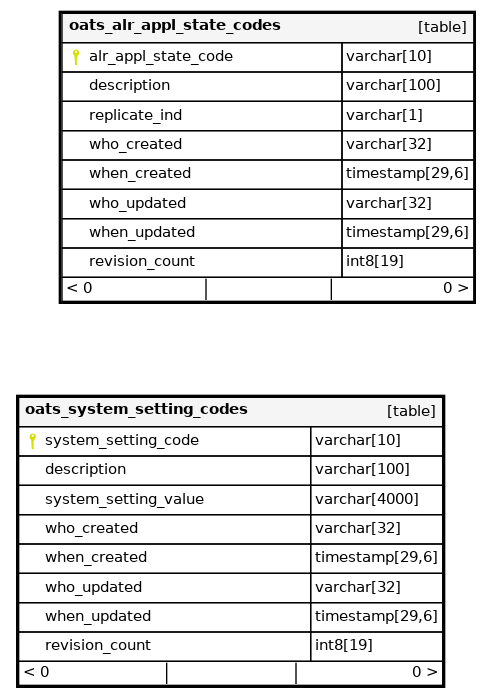 oats_alr_appl_state_codes [table]
alr_appl_state_code varchar[10]
description varchar[100]
replicate_ind varchar[1]
who_created varchar[32]
when_created timestamp[29,6]
who_updated varchar[32]
when_updated timestamp[29,6]
revision_count int8[19]
< 0 0 >
oats_system_setting_codes [table]
system_setting_code varchar[10]
description varchar[100]
system_setting_value varchar[4000]
who_created varchar[32]
when_created timestamp[29,6]
who_updated varchar[32]
when_updated timestamp[29,6]
revision_count int8[19]
< 0 0 >